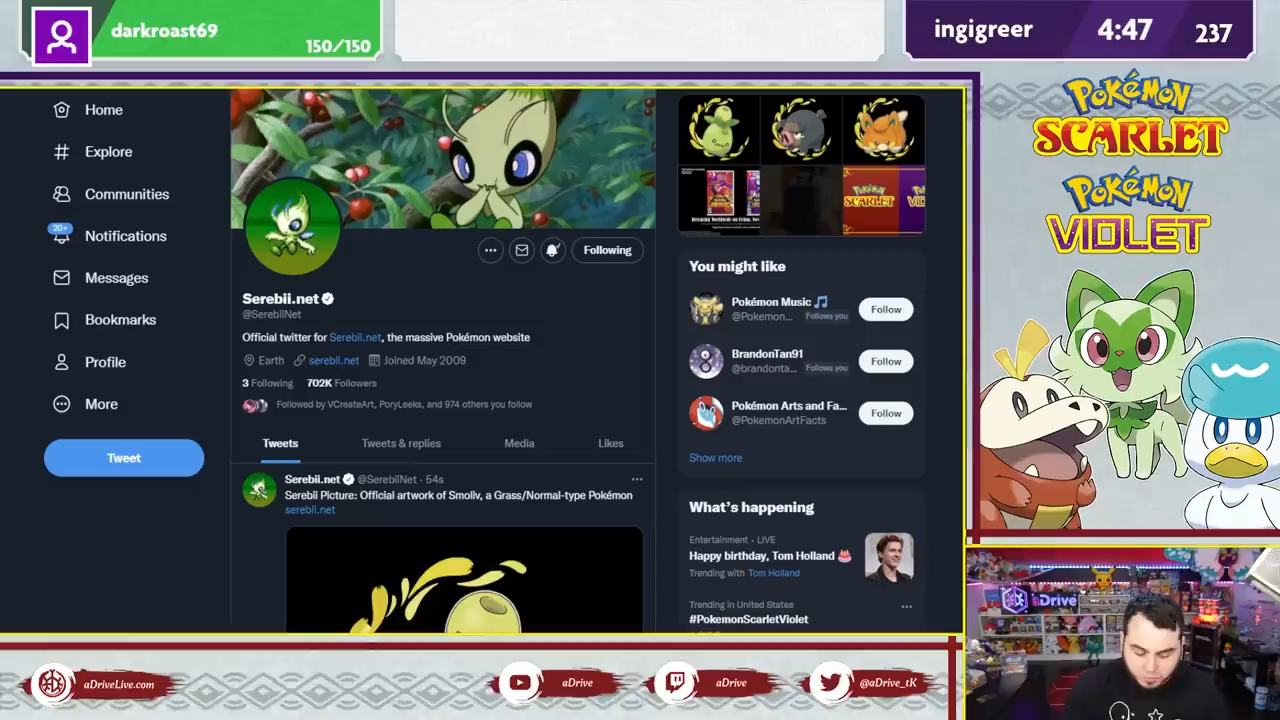 darkroast69
150/150
ingigreer
4:47
237
Home
Explore
Communities
20+
Notifications
Messages
Bookmarks
Profile
More
Tweet
Following
Serebii.net
@SerebiiNet
Official twitter for Serebii.net, the massive Pokémon website
Earth serebii.net Joined May 2009
3 Following 702K Followers
Followed by VCreateArt, PoryLeeks, and 974 others you follow
Tweets Tweets & replies Media Likes
Serebii.net @SerebiiNet · 54s
Serebii Picture: Official artwork of Smoliv, a Grass/Normal-type Pokémon
serebii.net
SCARLET
You might like
Pokémon Music
@Pokemon... Follows you
Follow
BrandonTan91
@brandonta... Follows you
Follow
Pokémon Arts and Fa...
@PokemonArtFacts
Follow
Show more
What's happening
Entertainment · LIVE
Happy birthday, Tom Holland
Trending with Tom Holland
Trending in United States
#PokemonScarletViolet
POKéMON
SCARLET
POKéMON
VIOLET
aDrive
aDriveLive.com
aDrive
aDrive
@aDrive_tK